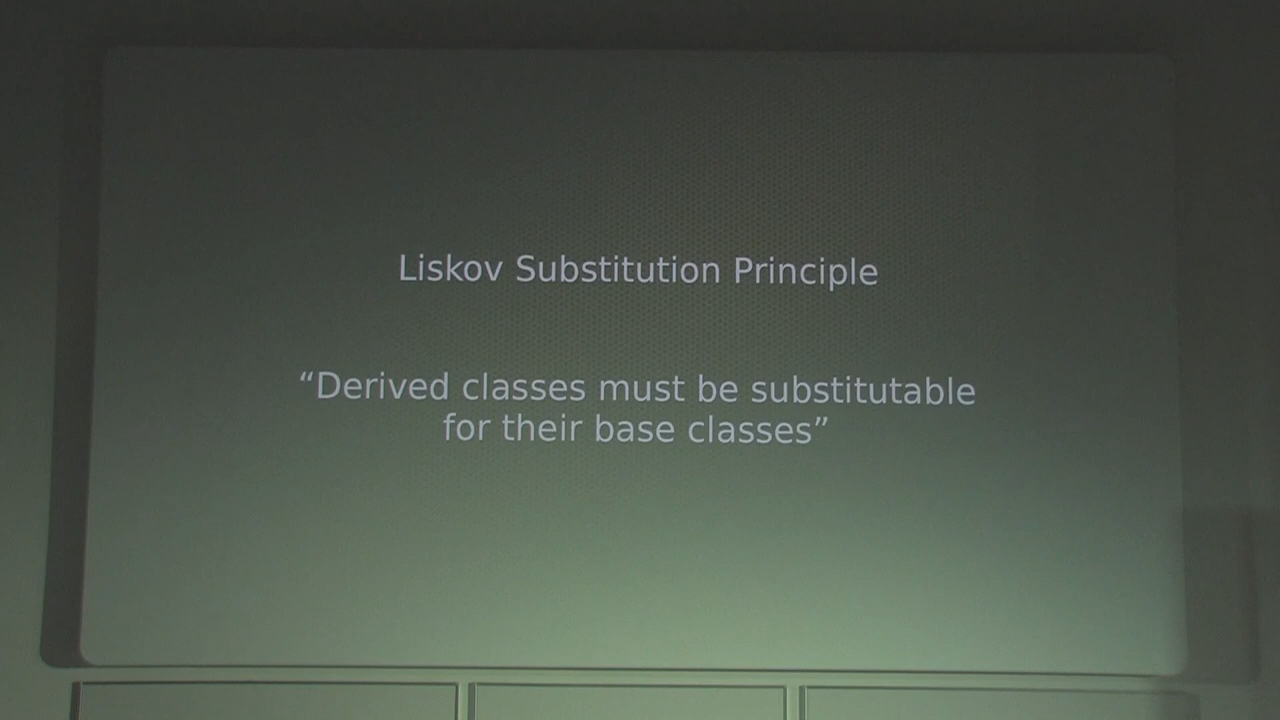 Liskov Substitution Principle
“Derived classes must be substitutable
for their base classes”